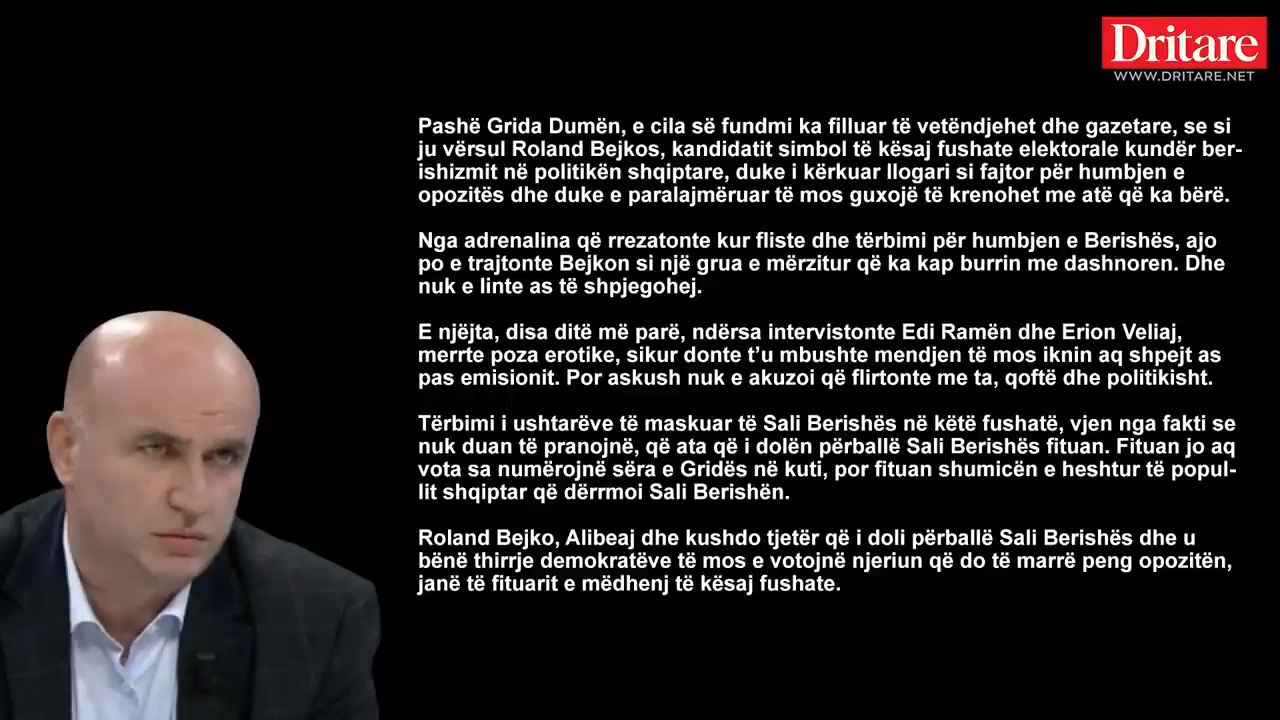 Dritare
WWW.DRITARE.NET
Pashë Grida Dumën, e cila së fundmi ka filluar të vetëndjehet dhe gazetare, se si
ju vërsul Roland Bejkos, kandidatit simbol të kësaj fushate elektorale kundër ber-
ishizmit në politikën shqiptare, duke i kërkuar llogari si fajtor për humbjen e
opozitës dhe duke e paralajmëruar të mos guxojë të krenohet me atë që ka bërë.
Nga adrenalina që rrezatonte kur fliste dhe tërbimi për humbjen e Berishës, ajo
po e trajtonte Bejkon si një grua e mërzitur që ka kap burrin me dashnoren. Dhe
nuk e linte as të shpjegohej.
E njëjta, disa ditë më parë, ndërsa intervistonte Edi Ramën dhe Erion Veliaj,
merrte poza erotike, sikur donte t'u mbushte mendjen të mos iknin aq shpejt as
pas emisionit. Por askush nuk e akuzoi që flirtonte me ta, qoftë dhe politikisht.
Tërbimi i ushtarëve të maskuar të Sali Berishës në këtë fushatë, vjen nga fakti se
nuk duan të pranojnë, që ata që i dolën përballë Sali Berishës fituan. Fituan jo aq
vota sa numërojnë sëra e Gridës në kuti, por fituan shumicën e heshtur të popul-
lit shqiptar që dërrmoi Sali Berishën.
Roland Bejko, Alibeaj dhe kushdo tjetër që i doli përballë Sali Berishës dhe u
bënë thirrje demokratëve të mos e votojnë njeriun që do të marrë peng opozitën,
janë të fituarit e mëdhenj të kësaj fushate.